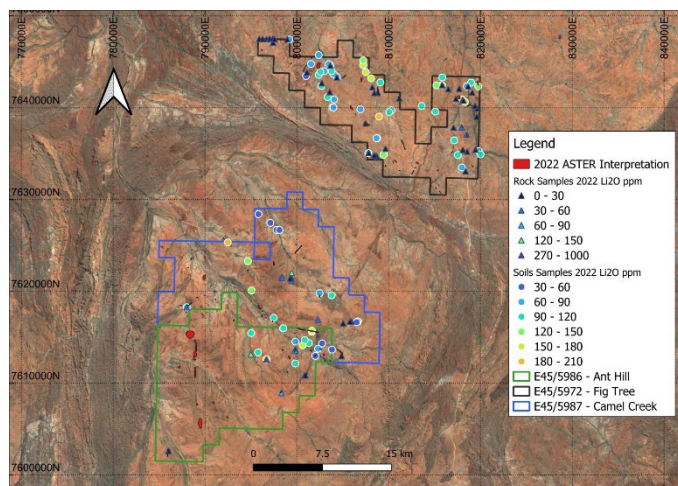 770000E
780000E
790000E
800000E
810000E
820000E
830000E
840000E
7640000N
7630000N
7620000N
7610000N
7600000N
Legend
2022 ASTER Interpretation
Rock Samples 2022 Li2O ppm
0 - 30
30 - 60
60 - 90
120 - 150
270 - 1000
Soils Samples 2022 Li2O ppm
30 - 60
60 - 90
90 - 120
120 - 150
150 - 180
180 - 210
E45/5986 - Ant Hill
E45/5972 - Fig Tree
E45/5987 - Camel Creek
0 7.5 15 km